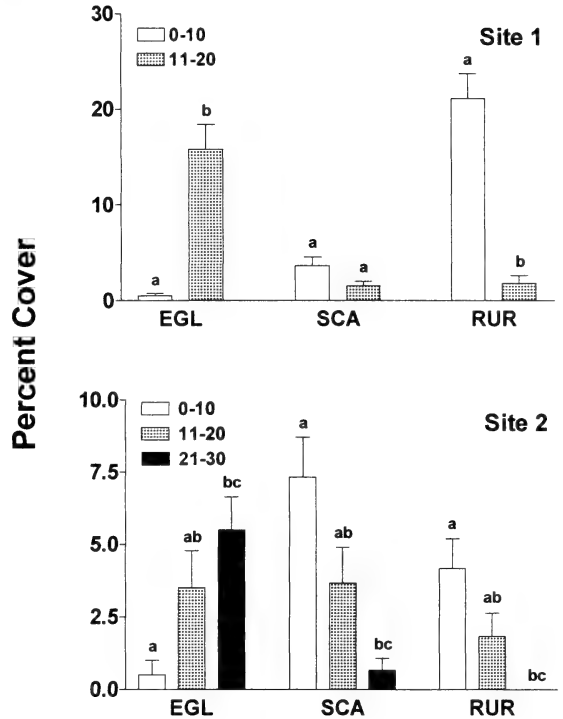 Percent Cover
30
20
10
0
0-10
11-20
Site 1
a
b
a
a
a
b
EGL SCA RUR
10.0
7.5
5.0
2.5
0.0
0-10
11-20
21-30
Site 2
a
ab
bc
a
ab
bc
a
ab
bc
EGL SCA RUR